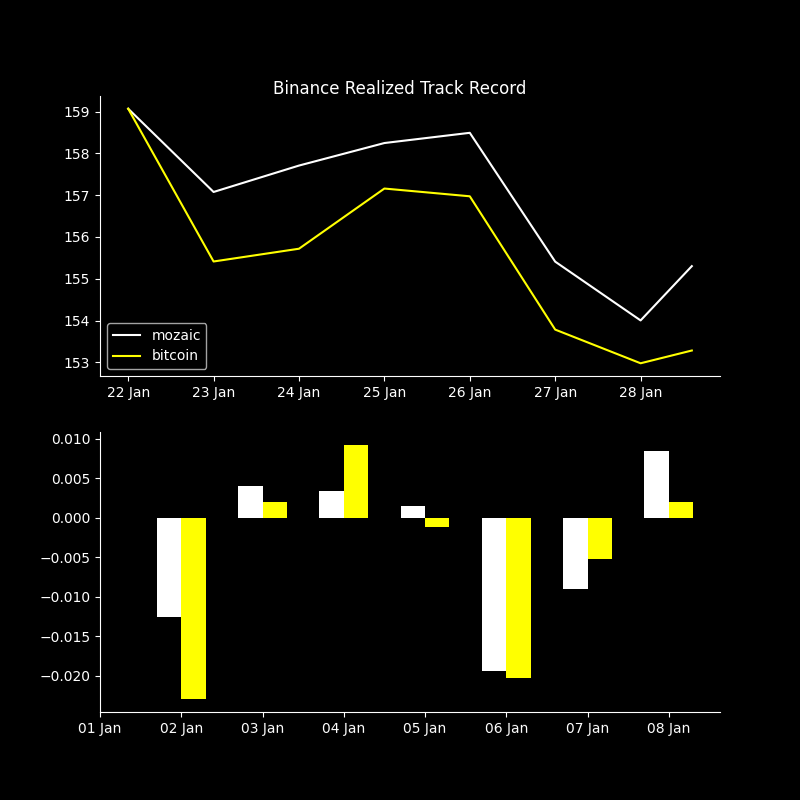 Binance Realized Track Record
159
158
157
156
155
154
153
mozaic
bitcoin
22 Jan 23 Jan 24 Jan 25 Jan 26 Jan 27 Jan 28 Jan
0.010
0.005
0.000
−0.005
−0.010
−0.015
−0.020
01 Jan 02 Jan 03 Jan 04 Jan 05 Jan 06 Jan 07 Jan 08 Jan